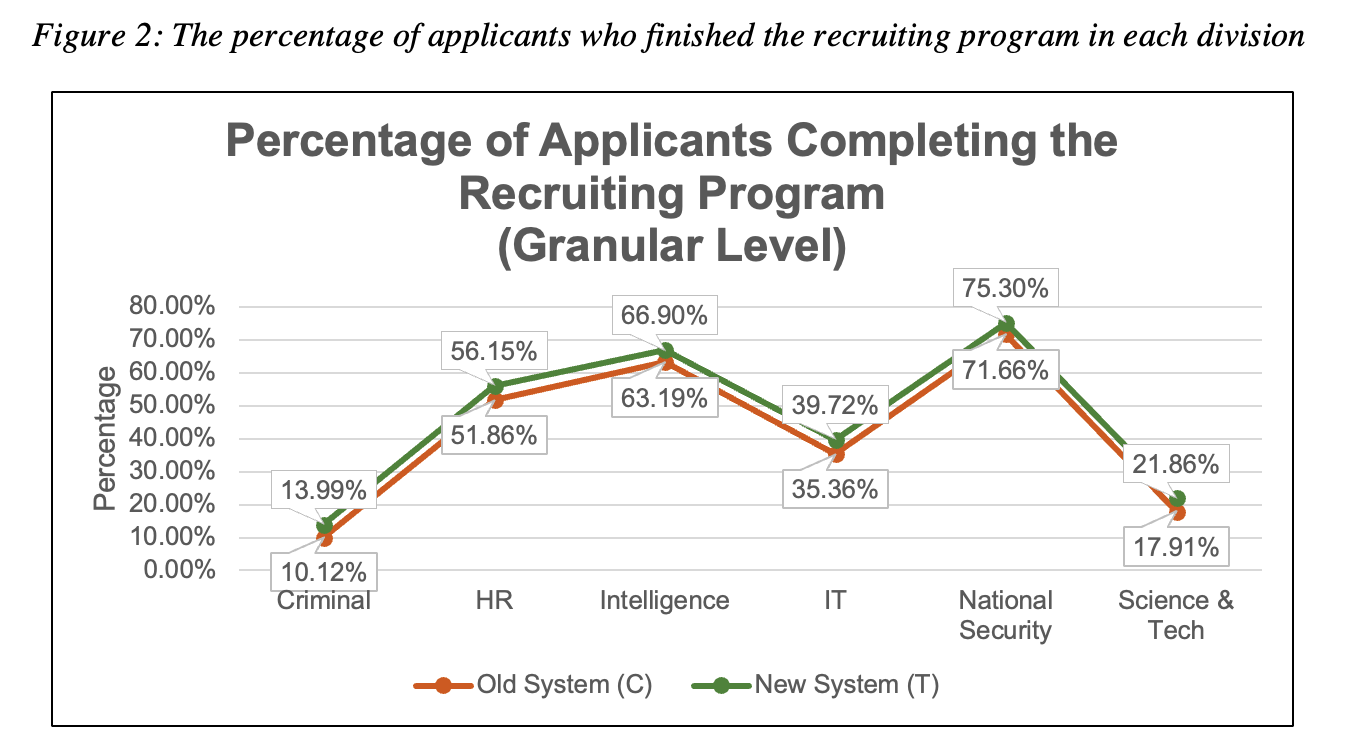 Figure 2: The percentage of applicants who finished the recruiting program in each division
Percentage of Applicants Completing the
Recruiting Program
(Granular Level)
Percentage
80.00%
70.00%
60.00%
50.00%
40.00%
30.00%
20.00%
10.00%
0.00%
13.99%
10.12%
56.15%
51.86%
66.90%
63.19%
39.72%
35.36%
75.30%
71.66%
21.86%
17.91%
Criminal
HR
Intelligence
IT
National
Security
Science &
Tech
Old System (C)
New System (T)